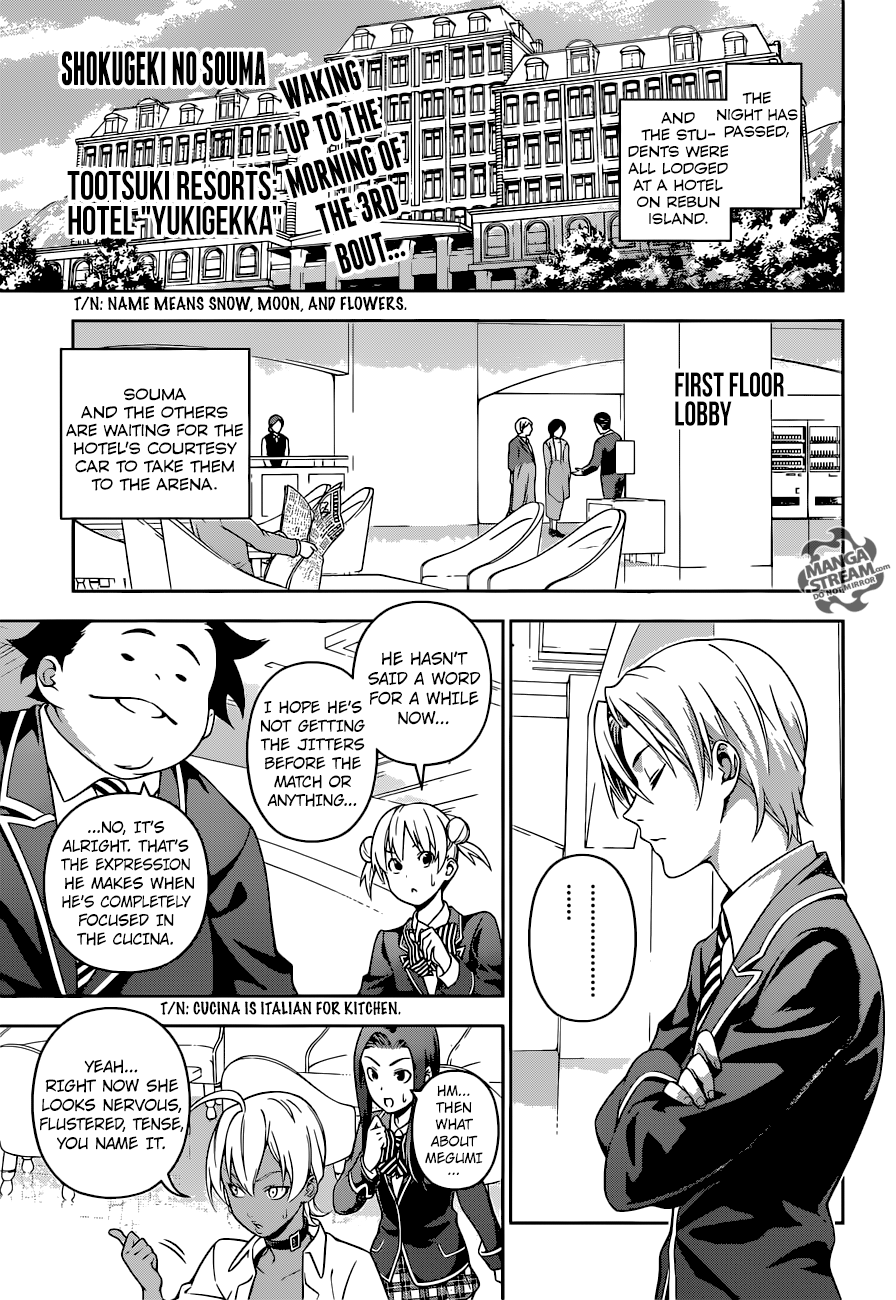 SHOKUGEKI NO SOUMA
WAKING
UP TO THE
MORNING OF
THE 3RD
BOUT...
THE
NIGHT HAS
PASSED,
AND
THE STU-
DENTS WERE
ALL LODGED
AT A HOTEL
ON REBUN
ISLAND.
TOOTSUKI RESORTS:
HOTEL-"YUKIGEKKA"
T/N: NAME MEANS SNOW, MOON, AND FLOWERS.
SOUMA
AND THE OTHERS
ARE WAITING FOR THE
HOTEL'S COURTESY
CAR TO TAKE THEM
TO THE ARENA.
FIRST FLOOR
LOBBY
MANGA
STREAM.com
DO NOT MIRROR
HE HASN'T
SAID A WORD
FOR A WHILE
NOW...
I HOPE HE'S
NOT GETTING
THE JITTERS
BEFORE THE
MATCH OR
ANYTHING...
...NO, IT'S
ALRIGHT. THAT'S
THE EXPRESSION
HE MAKES WHEN
HE'S COMPLETELY
FOCUSED IN
THE CUCINA.
T/N: CUCINA IS ITALIAN FOR KITCHEN.
HM...
THEN
WHAT
ABOUT
MEGUMI
...
YEAH...
RIGHT NOW SHE
LOOKS NERVOUS,
FLUSTERED, TENSE,
YOU NAME IT.